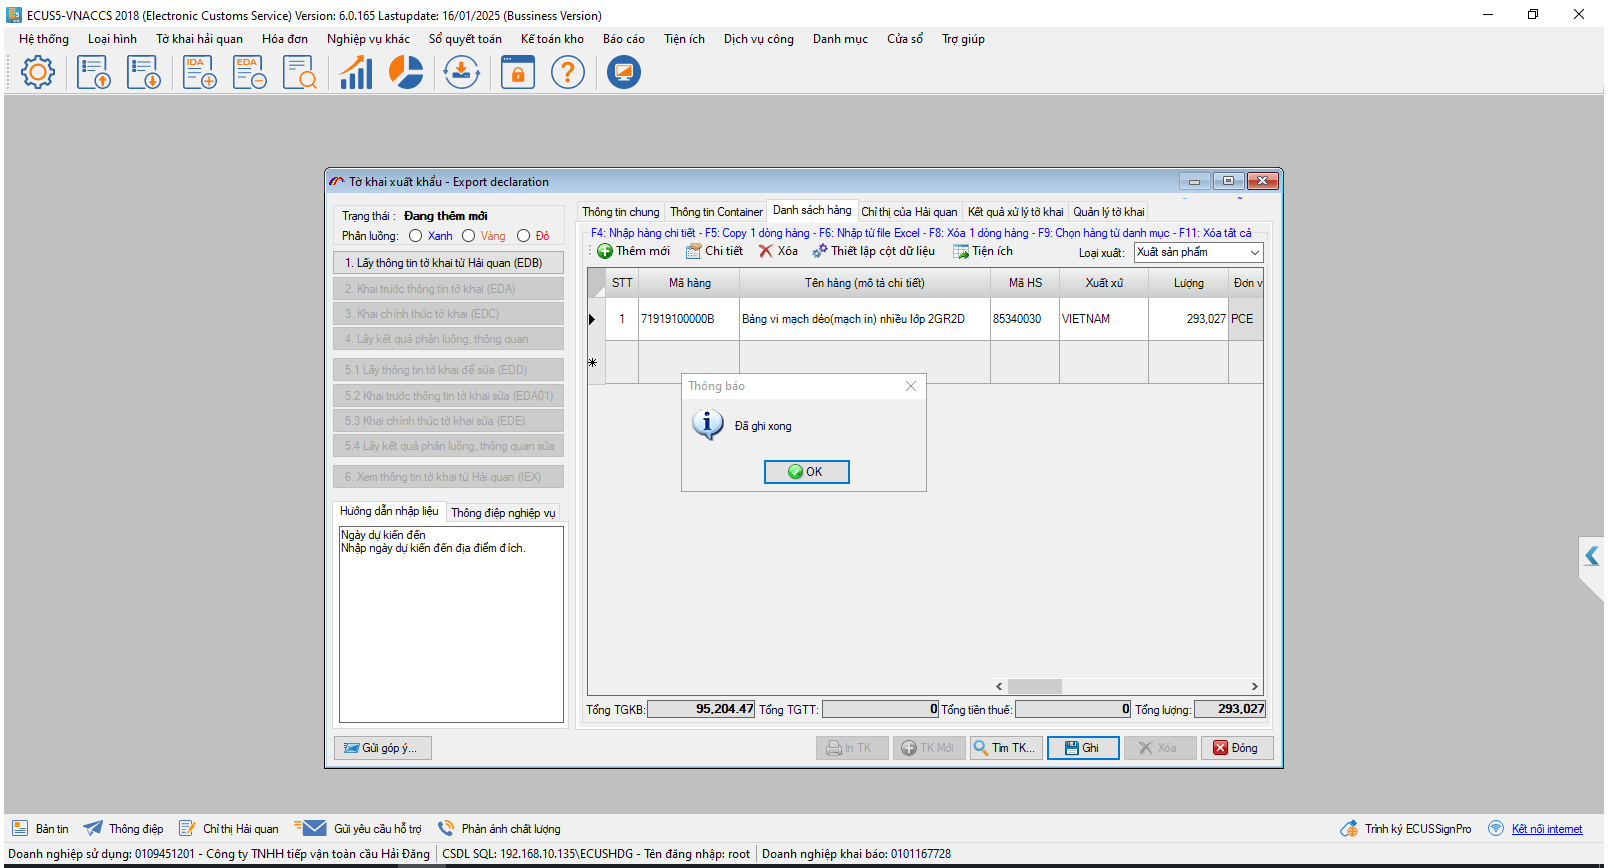 ECUS5-VNACCS 2018 (Electronic Customs Service) Version: 6.0.165 Lastupdate: 16/01/2025 (Bussiness Version)
Hệ thống Loại hình Tờ khai hải quan Hóa đơn Nghiệp vụ khác Sổ quyết toán Kế toán kho Báo cáo Tiện ích Dịch vụ công Danh mục Cửa sổ Trợ giúp
IDA EDA
Tờ khai xuất khẩu - Export declaration
Trạng thái : Đang thêm mới
Phân luồng: Xanh Vàng Đỏ
1. Lấy thông tin tờ khai từ Hải quan (EDB)
2. Khai trước thông tin tờ khai (EDA)
3. Khai chính thức tờ khai (EDC)
4. Lấy kết quả phân luồng, thông quan
5.1 Lấy thông tin tờ khai để sửa (EDD)
5.2 Khai trước thông tin tờ khai sửa (EDA01)
5.3 Khai chính thức tờ khai sửa (EDE)
5.4 Lấy kết quả phân luồng, thông quan sửa
6. Xem thông tin tờ khai từ Hải quan (IEX)
Hướng dẫn nhập liệu Thông điệp nghiệp vụ
Ngày dự kiến đến
Nhập ngày dự kiến đến địa điểm đích.
Gửi góp ý...
Thông tin chung Thông tin Container Danh sách hàng Chỉ thị của Hải quan Kết quả xử lý tờ khai Quản lý tờ khai
F4: Nhập hàng chi tiết - F5: Copy 1 dòng hàng - F6: Nhập từ file Excel - F8: Xóa 1 dòng hàng - F9: Chọn hàng từ danh mục - F11: Xóa tất cả
Thêm mới Chi tiết Xóa Thiết lập cột dữ liệu Tiện ích Loại xuất: Xuất sản phẩm
STT Mã hàng Tên hàng (mô tả chi tiết) Mã HS Xuất xứ Lượng Đơn v
1 71919100000B Bảng vi mạch dẻo(mạch in) nhiều lớp 2GR2D 85340030 VIETNAM 293,027 PCE
Thông báo
Đã ghi xong
OK
Tổng TGKB: 95,204.47 Tổng TGTT: 0 Tổng tiền thuế: 0 Tổng lượng: 293,027
In TK TK Mới Tìm TK... Ghi Xóa Đóng
Bản tin Thông điệp Chỉ thị Hải quan Gửi yêu cầu hỗ trợ Phản ánh chất lượng Trình ký ECUSSignPro Kết nối internet
Doanh nghiệp sử dụng: 0109451201 - Công ty TNHH tiếp vận toàn cầu Hải Đăng CSDL SQL: 192.168.10.135\ECUSHDG - Tên đăng nhập: root Doanh nghiệp khai báo: 0101167728